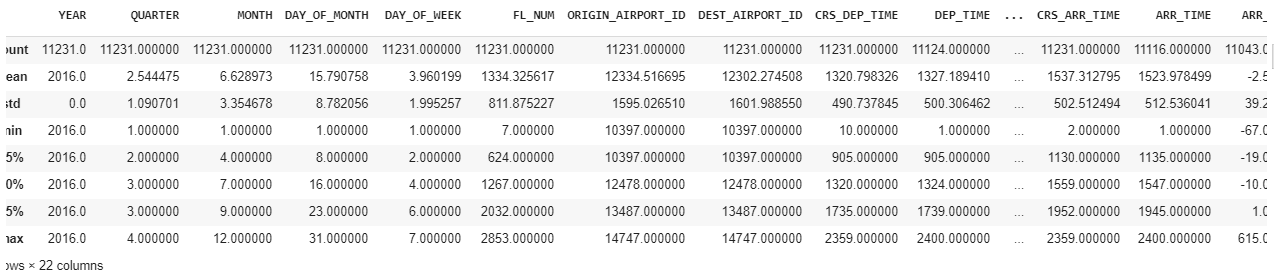 YEAR QUARTER MONTH DAY_OF_MONTH DAY_OF_WEEK FL_NUM ORIGIN_AIRPORT_ID DEST_AIRPORT_ID CRS_DEP_TIME DEP_TIME ... CRS_ARR_TIME ARR_TIME ARR_
ount 11231.0 11231.000000 11231.000000 11231.000000 11231.000000 11231.000000 11231.000000 11231.000000 11231.000000 11124.000000 ... 11231.000000 11116.000000 11043.0
ean 2016.0 2.544475 6.628973 15.790758 3.960199 1334.325617 12334.516695 12302.274508 1320.798326 1327.189410 ... 1537.312795 1523.978499 -2.5
std 0.0 1.090701 3.354678 8.782056 1.995257 811.875227 1595.026510 1601.988550 490.737845 500.306462 ... 502.512494 512.536041 39.2
min 2016.0 1.000000 1.000000 1.000000 1.000000 7.000000 10397.000000 10397.000000 10.000000 1.000000 ... 2.000000 1.000000 -67.0
5% 2016.0 2.000000 4.000000 8.000000 2.000000 624.000000 10397.000000 10397.000000 905.000000 905.000000 ... 1130.000000 1135.000000 -19.0
0% 2016.0 3.000000 7.000000 16.000000 4.000000 1267.000000 12478.000000 12478.000000 1320.000000 1324.000000 ... 1559.000000 1547.000000 -10.0
5% 2016.0 3.000000 9.000000 23.000000 6.000000 2032.000000 13487.000000 13487.000000 1735.000000 1739.000000 ... 1952.000000 1945.000000 1.0
max 2016.0 4.000000 12.000000 31.000000 7.000000 2853.000000 14747.000000 14747.000000 2359.000000 2400.000000 ... 2359.000000 2400.000000 615.0
ows × 22 columns